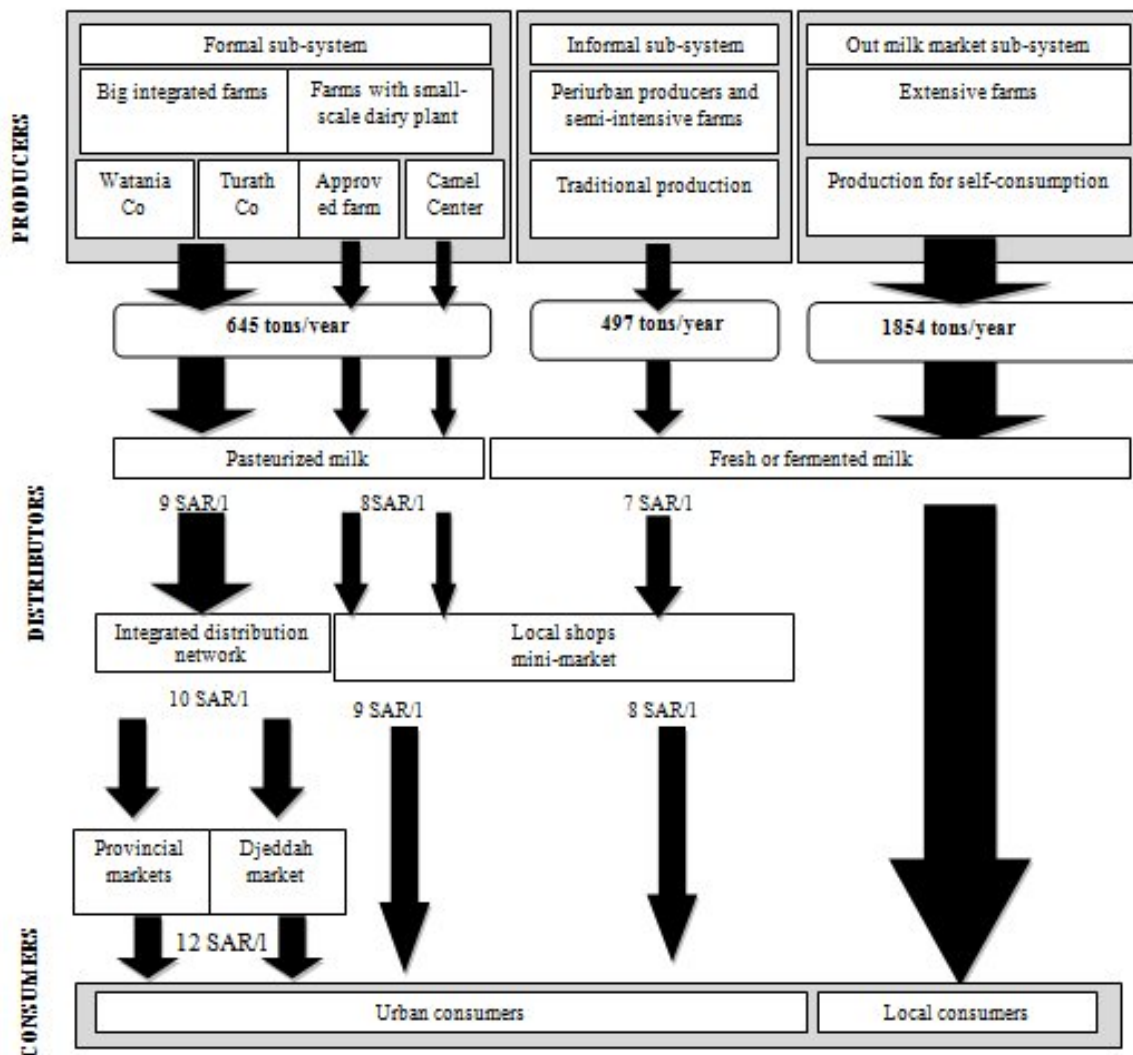 PRODUCERS
Formal sub-system
Informal sub-system
Out milk market sub-system
Big integrated farms
Farms with small-
scale dairy plant
Periurban producers and
semi-intensive farms
Extensive farms
Watania
Co
Turath
Co
Approv
ed farm
Camel
Center
Traditional production
Production for self-consumption
645 tons/year
497 tons/year
1854 tons/year
Pasteurized milk
Fresh or fermented milk
DISTRIBUTORS
9 SAR/l
8SAR/l
7 SAR/l
Integrated distribution
network
Local shops
mini-market
10 SAR/l
9 SAR/l
8 SAR/l
Provincial
markets
Djeddah
market
CONSUMERS
12 SAR/l
Urban consumers
Local consumers